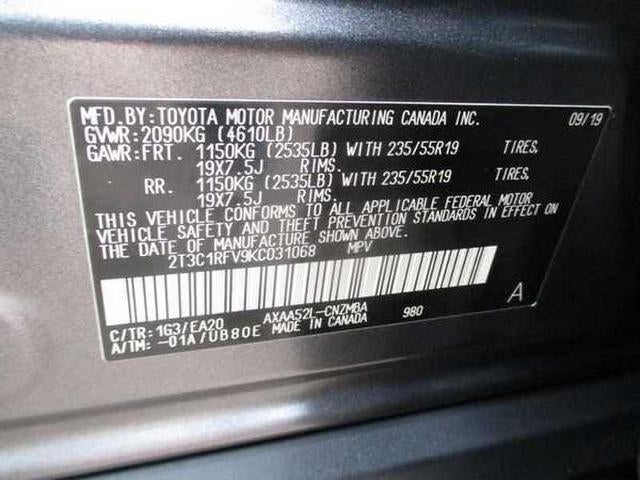 MFD.BY:TOYOTA MOTOR MANUFACTURING CANADA INC. 09/19
GVWR:2090KG (4610LB)
GAWR:FRT. 1150KG (2535LB) WITH 235/55R19 TIRES,
19X7.5J RIMS.
RR. 1150KG (2535LB) WITH 235/55R19 TIRES,
19X7.5J RIMS.
THIS VEHICLE CONFORMS TO ALL APPLICABLE FEDERAL MOTOR
VEHICLE SAFETY AND THEFT PREVENTION STANDARDS IN EFFECT ON
THE DATE OF MANUFACTURE SHOWN ABOVE.
2T3C1RFV9KC031068 MPV
A
C/TR: 1G3/EA20 AXAA52L-CNZMBA 980
A/TM: -01A/UB80E MADE IN CANADA